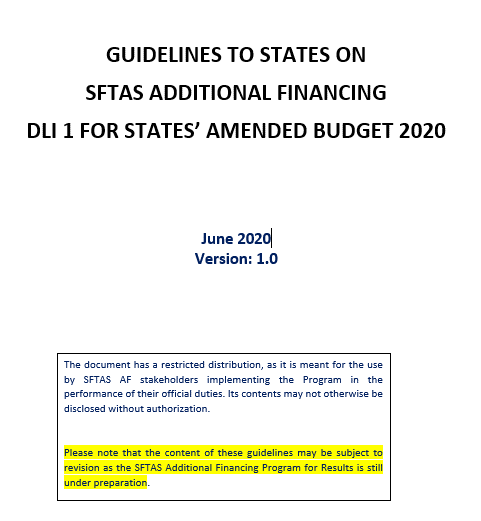 GUIDELINES TO STATES ON
SFTAS ADDITIONAL FINANCING
DLI 1 FOR STATES’ AMENDED BUDGET 2020
June 2020
Version: 1.0
The document has a restricted distribution, as it is meant for the use
by SFTAS AF stakeholders implementing the Program in the
performance of their official duties. Its contents may not otherwise be
disclosed without authorization.
Please note that the content of these guidelines may be subject to
revision as the SFTAS Additional Financing Program for Results is still
under preparation.